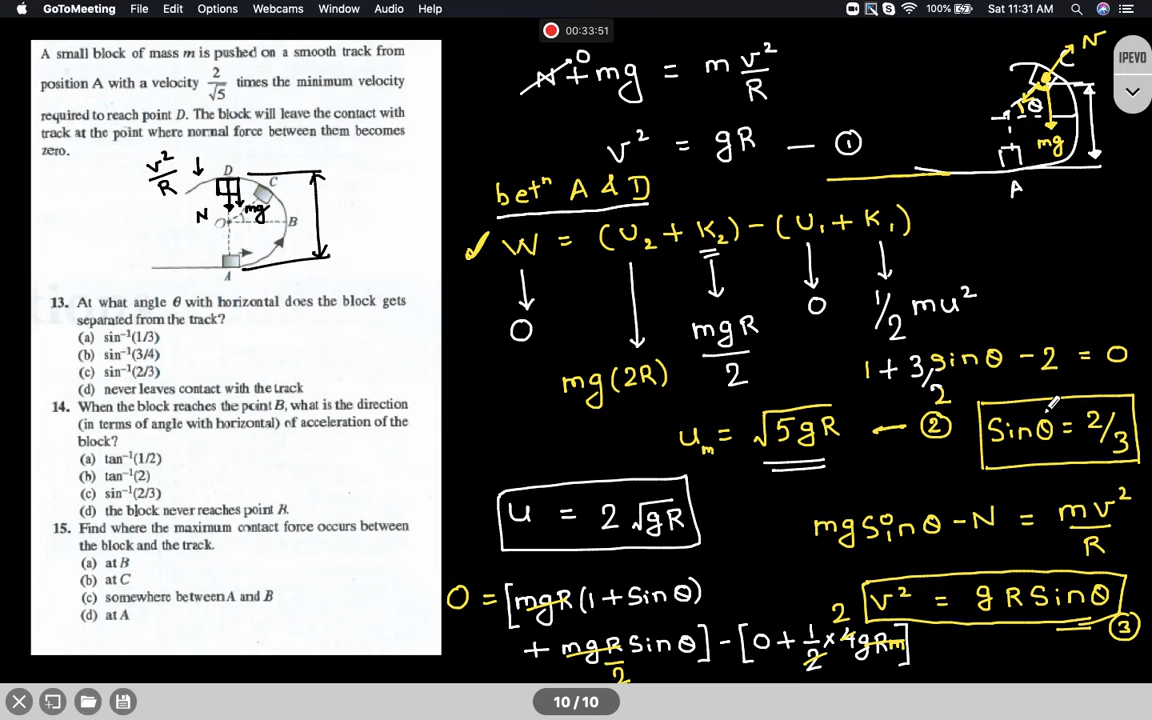 GoToMeeting File Edit Options Webcams Window Audio Help 100% Sat 11:31 AM
00:33:51
IPEVO
A small block of mass m is pushed on a smooth track from
position A with a velocity 2/√5 times the minimum velocity
required to reach point D. The block will leave the contact with
track at the point where normal force between them becomes
zero.
v²/R ↓ D
C
N mg
O B
A
13. At what angle θ with horizontal does the block gets
separated from the track?
(a) sin⁻¹(1/3)
(b) sin⁻¹(3/4)
(c) sin⁻¹(2/3)
(d) never leaves contact with the track
14. When the block reaches the point B, what is the direction
(in terms of angle with horizontal) of acceleration of the
block?
(a) tan⁻¹(1/2)
(b) tan⁻¹(2)
(c) sin⁻¹(2/3)
(d) the block never reaches point B.
15. Find where the maximum contact force occurs between
the block and the track.
(a) at B
(b) at C
(c) somewhere between A and B
(d) at A
N⁰ + mg = m v²/R
v² = gR — ①
N
C
θ
mg
A
betⁿ A & D
✓ W = (U₂ + K₂) – (U₁ + K₁)
0 mg(2R) mgR/2 0 1/2 mu²
uₘ = √5gR — ②
u = 2√gR
1 + 3/2 sinθ – 2 = 0
Sinθ = 2/3
mg Sinθ – N = mv²/R
v² = gR Sinθ ③
0 = [mgR(1 + Sinθ)
+ mgR/2 Sinθ] – [0 + 1/2 × 4gRm]
2
10 / 10